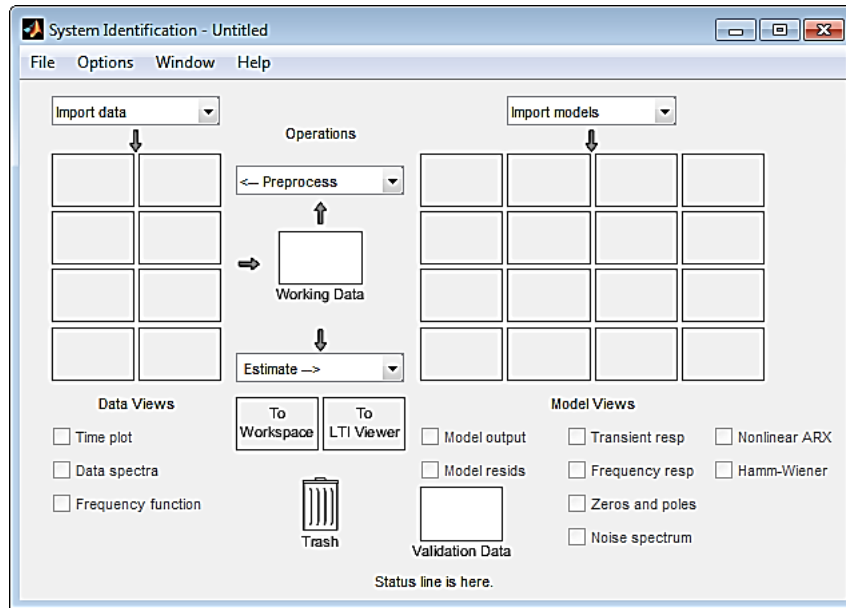 System Identification - Untitled
File Options Window Help
Import data
Import models
Operations
<-- Preprocess
Working Data
Estimate -->
Data Views
To Workspace
To LTI Viewer
Model Views
Time plot
Data spectra
Frequency function
Model output
Model resids
Transient resp
Frequency resp
Zeros and poles
Noise spectrum
Nonlinear ARX
Hamm-Wiener
Trash
Validation Data
Status line is here.